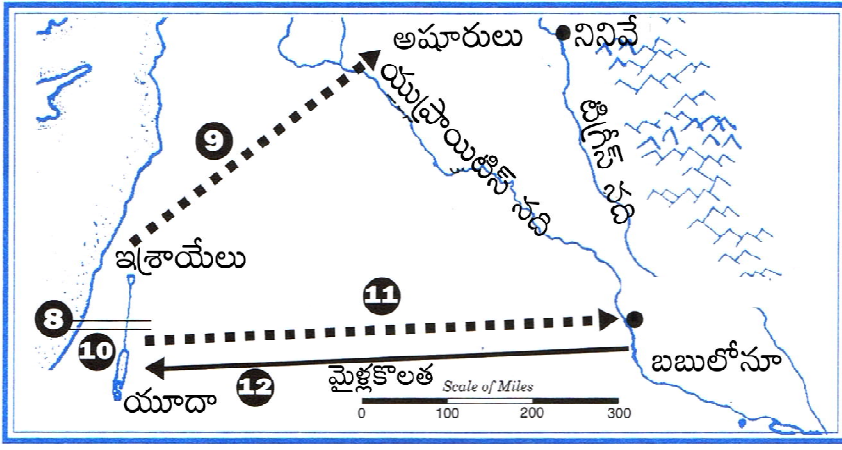 అషూరులు
నినివే
యుప్రాయిటిస్ నది
టిగ్రీస్ నది
9
ఇశ్రాయేలు
8
11
10
12
మైళ్లకొలత
బబులోనూ
యూదా
Scale of Miles
0 100 200 300